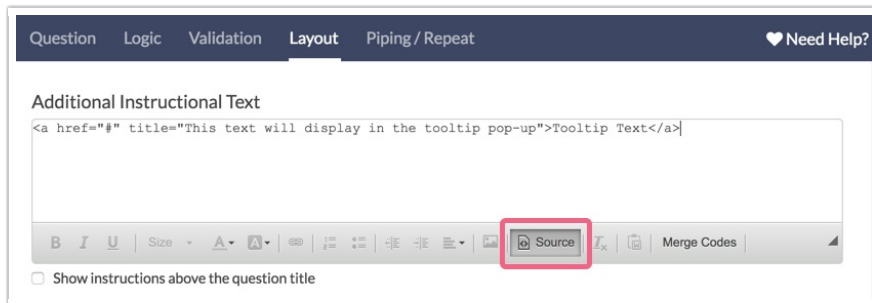 Question Logic Validation Layout Piping / Repeat Need Help?
Additional Instructional Text
<a href="#" title="This text will display in the tooltip pop-up">Tooltip Text</a>
B I U Size A A Source Tx Merge Codes
Show instructions above the question title